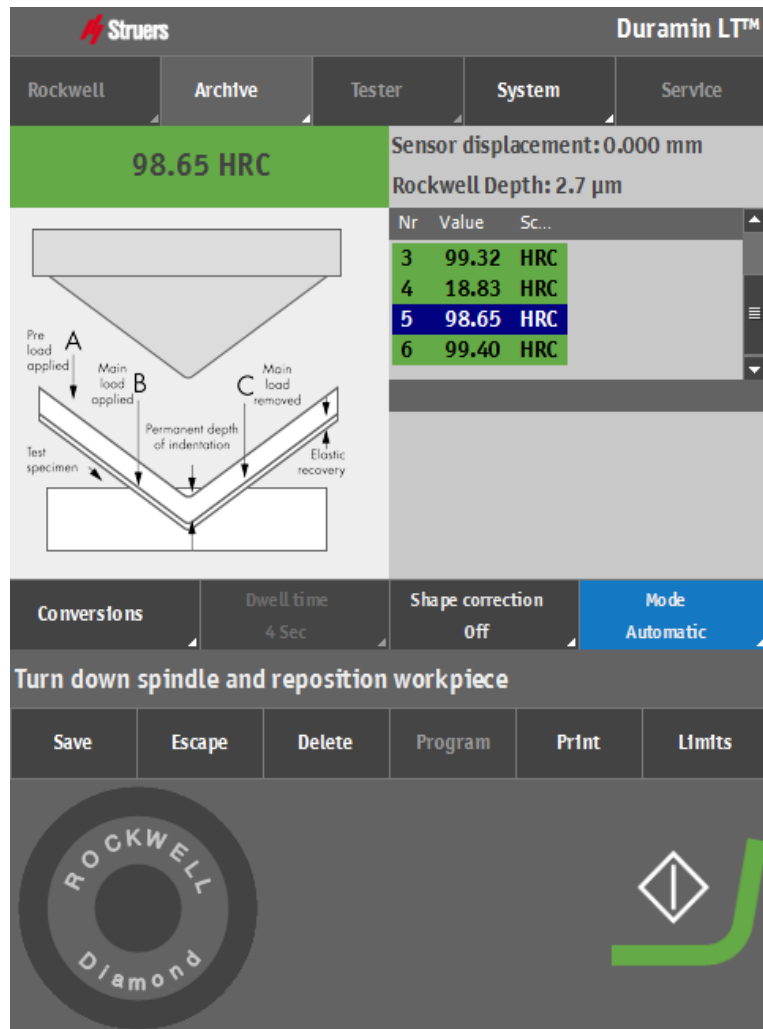 Struers
Duramin LT™
Rockwell Archive Tester System Service
98.65 HRC
Sensor displacement: 0.000 mm
Rockwell Depth: 2.7 µm
Nr Value Sc...
3 99.32 HRC
4 18.83 HRC
5 98.65 HRC
6 99.40 HRC
Pre
load
applied
A
Main
load
applied
B
C
Main
load
removed
Permanent depth
of indentation
Test
specimen
Elastic
recovery
Conversions
Dwell time
4 Sec
Shape correction
Off
Mode
Automatic
Turn down spindle and reposition workpiece
Save Escape Delete Program Print Limits
ROCKWELL
Diamond